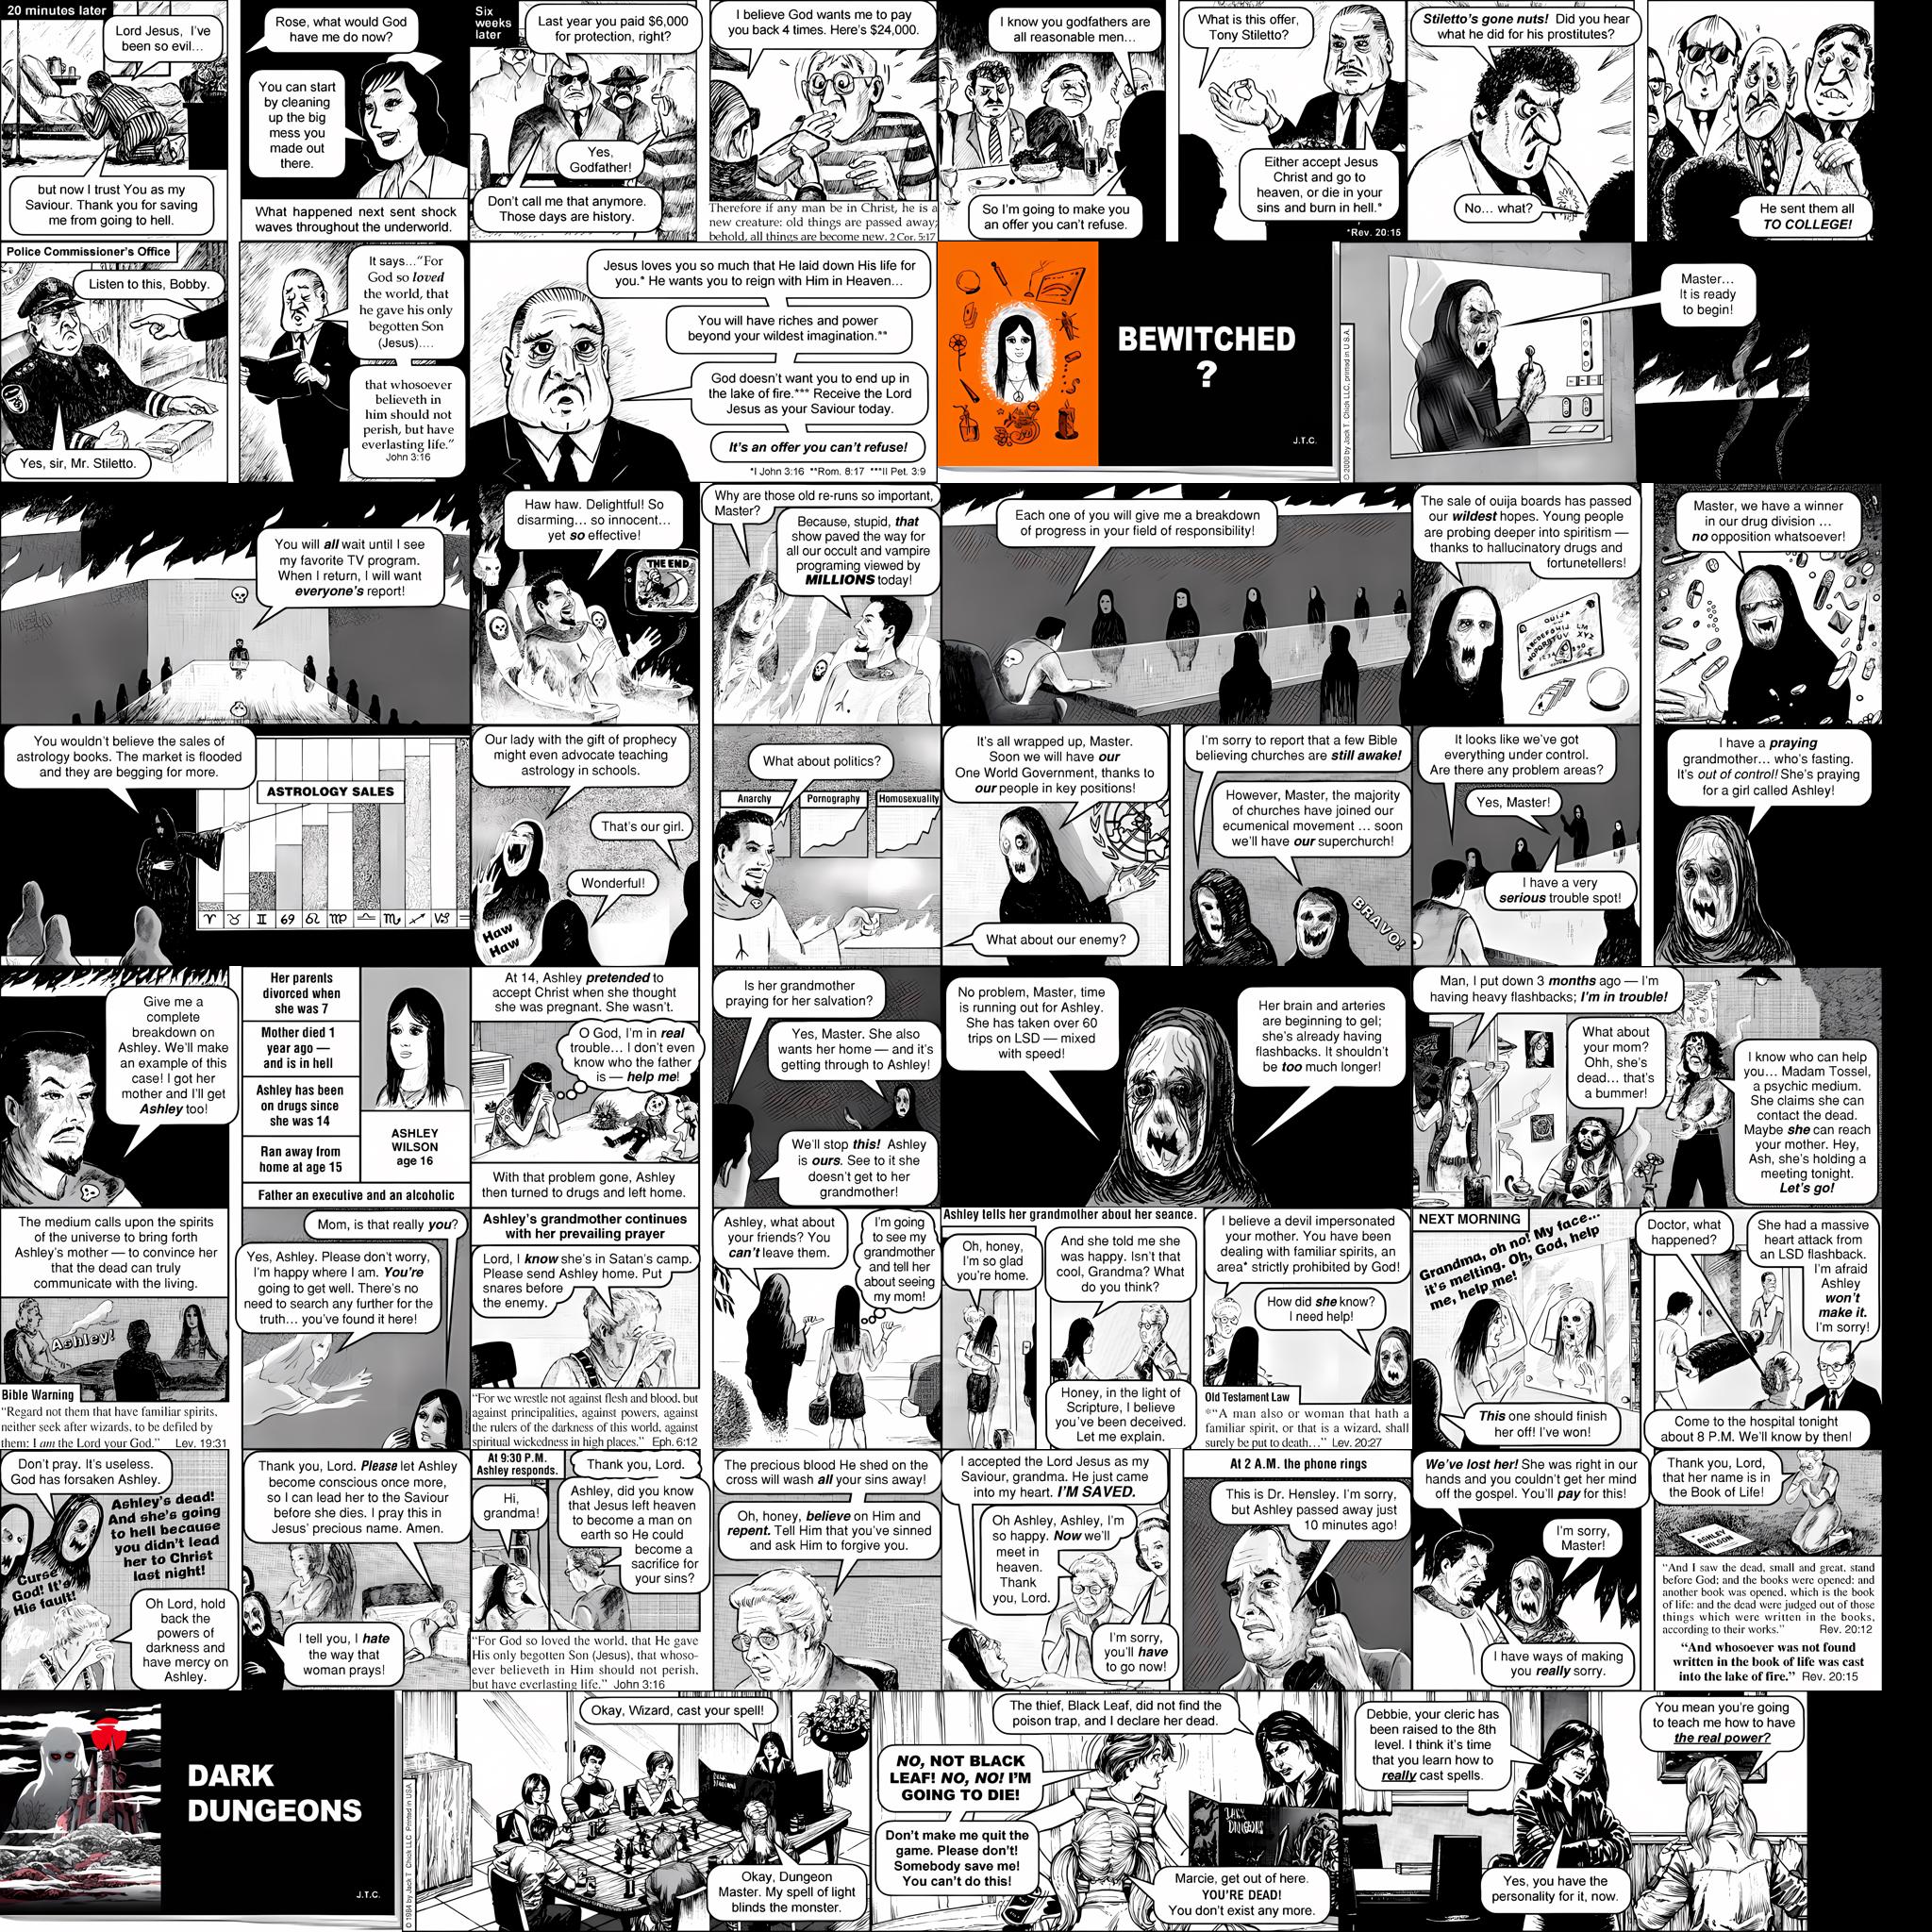 20 minutes later
Lord Jesus, I've
been so evil...
but now I trust You as my
Saviour. Thank you for saving
me from going to hell.
Rose, what would God
have me do now?
You can start
by cleaning
up the big
mess you
made out
there.
What happened next sent shock
waves throughout the underworld.
Six
weeks
later
Last year you paid $6,000
for protection, right?
Yes,
Godfather!
Don't call me that anymore.
Those days are history.
I believe God wants me to pay
you back 4 times. Here's $24,000.
Therefore if any man be in Christ, he is a
new creature: old things are passed away;
behold, all things are become new. 2 Cor. 5:17
I know you godfathers are
all reasonable men...
So I'm going to make you
an offer you can't refuse.
What is this offer,
Tony Stiletto?
Either accept Jesus
Christ and go to
heaven, or die in your
sins and burn in hell.*
*Rev. 20:15
Stiletto's gone nuts! Did you hear
what he did for his prostitutes?
No... what?
He sent them all
TO COLLEGE!
Police Commissioner's Office
Listen to this, Bobby.
Yes, sir, Mr. Stiletto.
It says..."For
God so loved
the world, that
he gave his only
begotten Son
(Jesus)....
that whosoever
believeth in
him should not
perish, but have
everlasting life."
John 3:16
Jesus loves you so much that He laid down His life for
you.* He wants you to reign with Him in Heaven...
You will have riches and power
beyond your wildest imagination.**
God doesn't want you to end up in
the lake of fire.*** Receive the Lord
Jesus as your Saviour today.
It's an offer you can't refuse!
*I John 3:16 **Rom. 8:17 ***II Pet. 3:9
BEWITCHED
?
J.T.C.
© 2000 by Jack T. Chick LLC. printed in U.S.A.
Master...
It is ready
to begin!
You will all wait until I see
my favorite TV program.
When I return, I will want
everyone's report!
Haw haw. Delightful! So
disarming... so innocent...
yet so effective!
THE END
Why are those old re-runs so important,
Master?
Because, stupid, that
show paved the way for
all our occult and vampire
programing viewed by
MILLIONS today!
Each one of you will give me a breakdown
of progress in your field of responsibility!
The sale of ouija boards has passed
our wildest hopes. Young people
are probing deeper into spiritism —
thanks to hallucinatory drugs and
fortunetellers!
OUIJA
Master, we have a winner
in our drug division ...
no opposition whatsoever!
You wouldn't believe the sales of
astrology books. The market is flooded
and they are begging for more.
ASTROLOGY SALES
♈ ♉ ♊ ♋ ♌ ♍ ♎ ♏ ♐ ♑
Our lady with the gift of prophecy
might even advocate teaching
astrology in schools.
That's our girl.
Wonderful!
Haw
Haw
What about politics?
Anarchy
Pornography
Homosexuality
It's all wrapped up, Master.
Soon we will have our
One World Government, thanks to
our people in key positions!
What about our enemy?
I'm sorry to report that a few Bible
believing churches are still awake!
However, Master, the majority
of churches have joined our
ecumenical movement ... soon
we'll have our superchurch!
BRAVO!
It looks like we've got
everything under control.
Are there any problem areas?
Yes, Master!
I have a very
serious trouble spot!
I have a praying
grandmother... who's fasting.
It's out of control! She's praying
for a girl called Ashley!
Give me a
complete
breakdown on
Ashley. We'll make
an example of this
case! I got her
mother and I'll get
Ashley too!
Her parents
divorced when
she was 7
Mother died 1
year ago —
and is in hell
Ashley has been
on drugs since
she was 14
Ran away from
home at age 15
ASHLEY
WILSON
age 16
Father an executive and an alcoholic
At 14, Ashley pretended to
accept Christ when she thought
she was pregnant. She wasn't.
O God, I'm in real
trouble... I don't even
know who the father
is — help me!
With that problem gone, Ashley
then turned to drugs and left home.
Is her grandmother
praying for her salvation?
Yes, Master. She also
wants her home — and it's
getting through to Ashley!
We'll stop this! Ashley
is ours. See to it she
doesn't get to her
grandmother!
No problem, Master, time
is running out for Ashley.
She has taken over 60
trips on LSD — mixed
with speed!
Her brain and arteries
are beginning to gel;
she's already having
flashbacks. It shouldn't
be too much longer!
Man, I put down 3 months ago — I'm
having heavy flashbacks; I'm in trouble!
What about
your mom?
Ohh, she's
dead... that's
a bummer!
I know who can help
you... Madam Tossel,
a psychic medium.
She claims she can
contact the dead.
Maybe she can reach
your mother. Hey,
Ash, she's holding a
meeting tonight.
Let's go!
The medium calls upon the spirits
of the universe to bring forth
Ashley's mother — to convince her
that the dead can truly
communicate with the living.
Ashley!
Bible Warning
"Regard not them that have familiar spirits,
neither seek after wizards, to be defiled by
them: I am the Lord your God." Lev. 19:31
Mom, is that really you?
Yes, Ashley. Please don't worry,
I'm happy where I am. You're
going to get well. There's no
need to search any further for the
truth... you've found it here!
Ashley's grandmother continues
with her prevailing prayer
Lord, I know she's in Satan's camp.
Please send Ashley home. Put
snares before
the enemy.
"For we wrestle not against flesh and blood, but
against principalities, against powers, against
the rulers of the darkness of this world, against
spiritual wickedness in high places." Eph. 6:12
Ashley, what about
your friends? You
can't leave them.
I'm going
to see my
grandmother
and tell her
about seeing
my mom!
Ashley tells her grandmother about her seance.
Oh, honey,
I'm so glad
you're home.
And she told me she
was happy. Isn't that
cool, Grandma? What
do you think?
Honey, in the light of
Scripture, I believe
you've been deceived.
Let me explain.
I believe a devil impersonated
your mother. You have been
dealing with familiar spirits, an
area* strictly prohibited by God!
How did she know?
I need help!
Old Testament Law
*"A man also or woman that hath a
familiar spirit, or that is a wizard, shall
surely be put to death..." Lev. 20:27
NEXT MORNING
Grandma, oh no! My face...
it's melting. Oh, God, help
me, help me!
This one should finish
her off! I've won!
Doctor, what
happened?
She had a massive
heart attack from
an LSD flashback.
I'm afraid
Ashley
won't
make it.
I'm sorry!
Come to the hospital tonight
about 8 P.M. We'll know by then!
Don't pray. It's useless.
God has forsaken Ashley.
Ashley's dead!
And she's going
to hell because
you didn't lead
her to Christ
last night!
Curse
God! It's
His fault!
Oh Lord, hold
back the
powers of
darkness and
have mercy on
Ashley.
Thank you, Lord. Please let Ashley
become conscious once more,
so I can lead her to the Saviour
before she dies. I pray this in
Jesus' precious name. Amen.
I tell you, I hate
the way that
woman prays!
At 9:30 P.M.
Ashley responds.
Thank you, Lord.
Hi,
grandma!
Ashley, did you know
that Jesus left heaven
to become a man on
earth so He could
become a
sacrifice for
your sins?
"For God so loved the world, that He gave
His only begotten Son (Jesus), that whoso-
ever believeth in Him should not perish,
but have everlasting life." John 3:16
The precious blood He shed on the
cross will wash all your sins away!
Oh, honey, believe on Him and
repent. Tell Him that you've sinned
and ask Him to forgive you.
I accepted the Lord Jesus as my
Saviour, grandma. He just came
into my heart. I'M SAVED.
Oh Ashley, Ashley, I'm
so happy. Now we'll
meet in
heaven.
Thank
you, Lord.
I'm sorry,
you'll have
to go now!
At 2 A.M. the phone rings
This is Dr. Hensley. I'm sorry,
but Ashley passed away just
10 minutes ago!
We've lost her! She was right in our
hands and you couldn't get her mind
off the gospel. You'll pay for this!
I'm sorry,
Master!
I have ways of making
you really sorry.
Thank you, Lord,
that her name is in
the Book of Life!
ASHLEY
WILSON
"And I saw the dead, small and great, stand
before God; and the books were opened: and
another book was opened, which is the book
of life: and the dead were judged out of those
things which were written in the books,
according to their works." Rev. 20:12
"And whosoever was not found
written in the book of life was cast
into the lake of fire." Rev. 20:15
DARK
DUNGEONS
J.T.C.
© 1984 by Jack T. Chick LLC. Printed in USA
Okay, Wizard, cast your spell!
Okay, Dungeon
Master. My spell of light
blinds the monster.
The thief, Black Leaf, did not find the
poison trap, and I declare her dead.
NO, NOT BLACK
LEAF! NO, NO! I'M
GOING TO DIE!
Don't make me quit the
game. Please don't!
Somebody save me!
You can't do this!
DARK
DUNGEONS
Marcie, get out of here.
YOU'RE DEAD!
You don't exist any more.
Debbie, your cleric has
been raised to the 8th
level. I think it's time
that you learn how to
really cast spells.
Yes, you have the
personality for it, now.
You mean you're going
to teach me how to have
the real power?